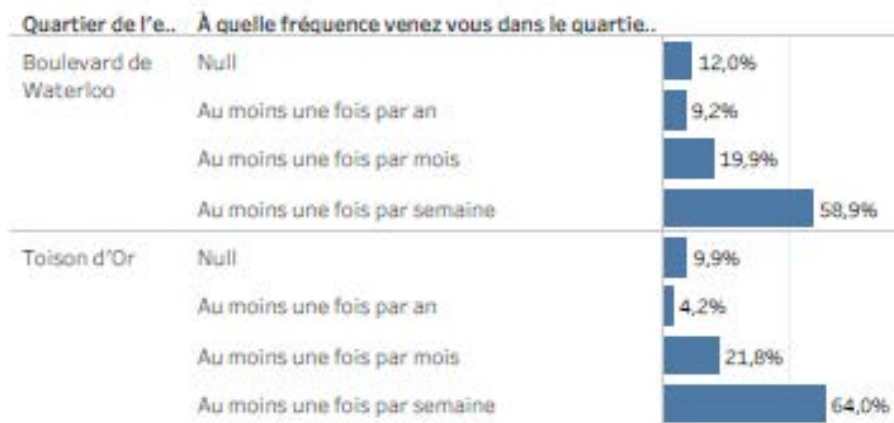 Quartier de l'e.. À quelle fréquence venez vous dans le quartie..
Boulevard de Waterloo
Null 12,0%
Au moins une fois par an 9,2%
Au moins une fois par mois 19,9%
Au moins une fois par semaine 58,9%
Toison d'Or
Null 9,9%
Au moins une fois par an 4,2%
Au moins une fois par mois 21,8%
Au moins une fois par semaine 64,0%